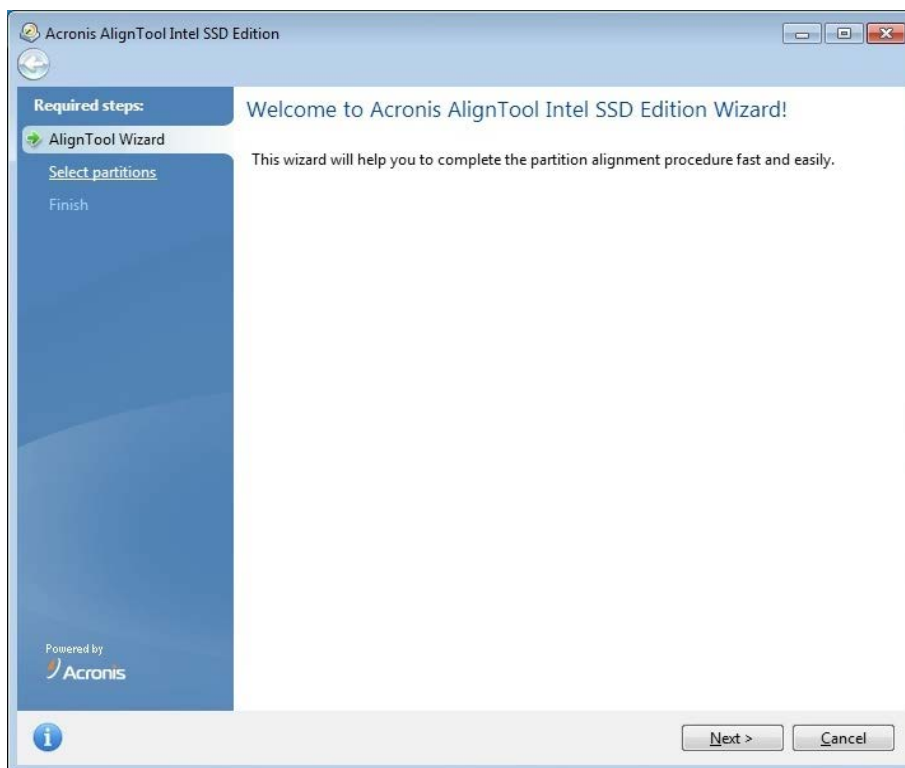 Acronis AlignTool Intel SSD Edition
Required steps:
AlignTool Wizard
Select partitions
Finish
Welcome to Acronis AlignTool Intel SSD Edition Wizard!
This wizard will help you to complete the partition alignment procedure fast and easily.
Powered by
Acronis
Next >
Cancel